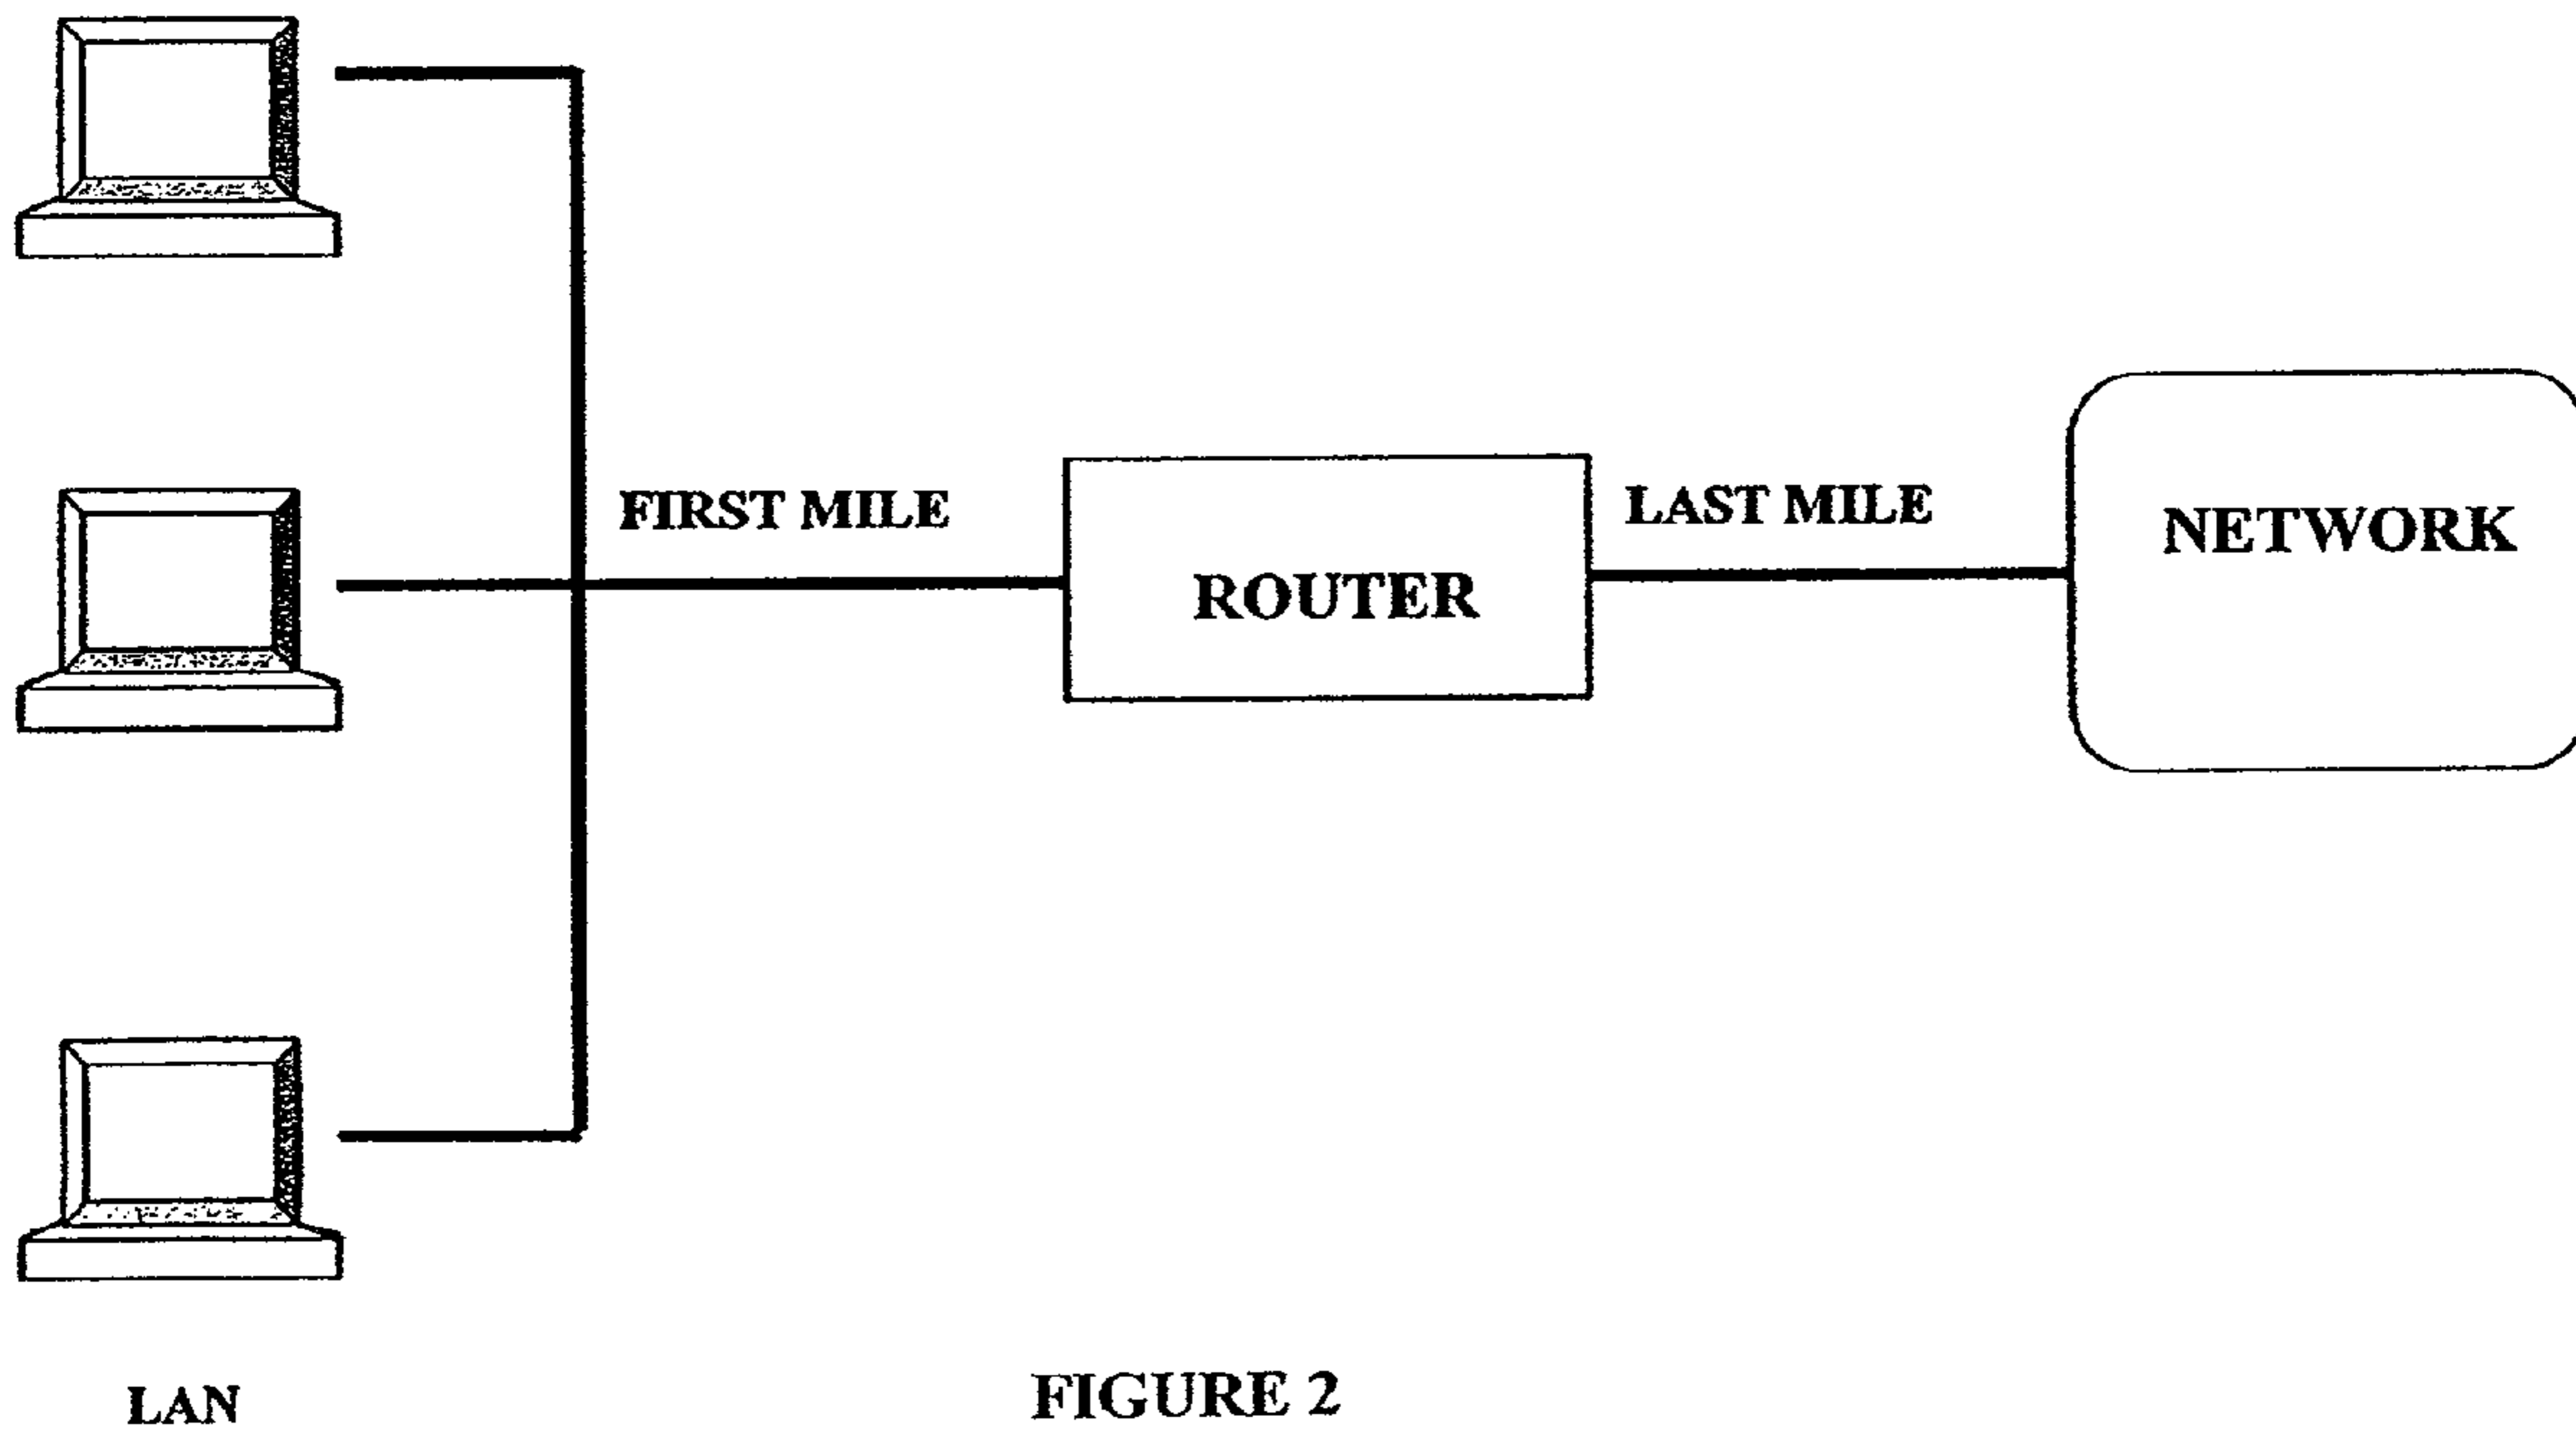 FIRST MILE
LAST MILE
NETWORK
ROUTER
LAN
FIGURE 2